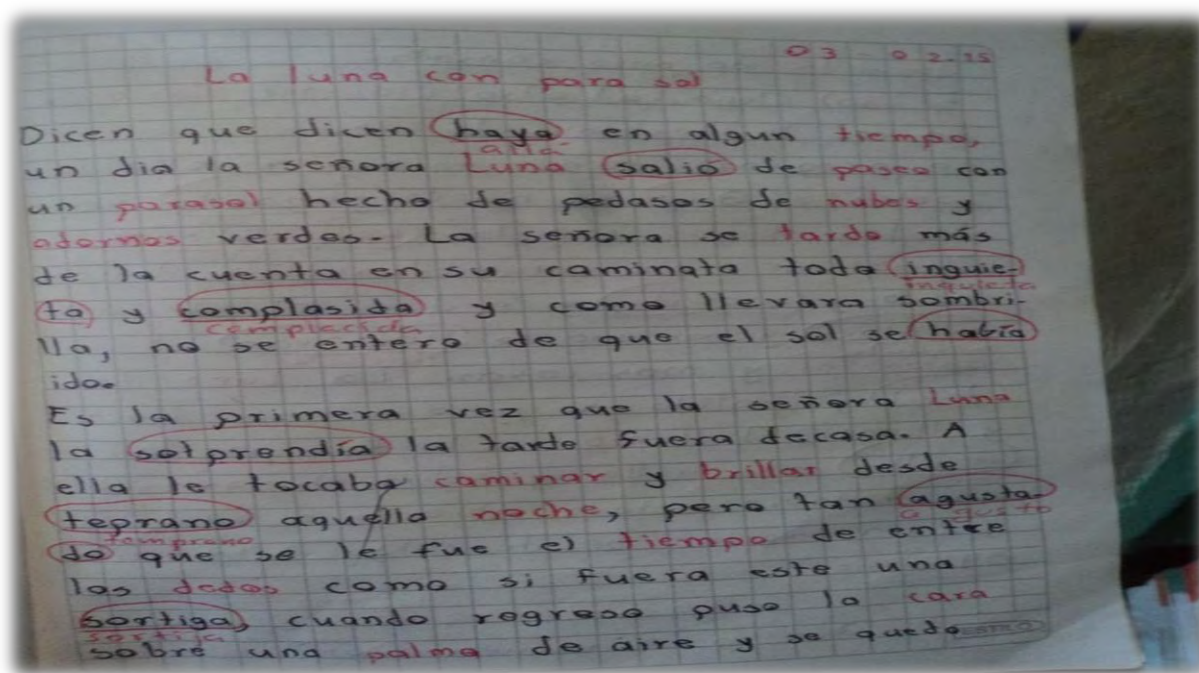 03 02-15
La luna con para sol
Dicen que dicen haya en algun tiempo,
alla
un dia la señora Luna salió de paseo con
un parasol hecho de pedasos de nubes y
adornos verdes. La señora se tardo más
de la cuenta en su caminata toda inguie-
inquieta
ta y complasida y como llevara sombri-
complacida
lla, no se entero de que el sol se había
ido.
Es la primera vez que la señora Luna
la sotprendía la tarde fuera decasa. A
ella le tocaba caminar y brillar desde
teprano aquella noche, pero tan agusta-
temprano a gusto
do que se le fue el tiempo de entre
los dedos como si fuera este una
sortiga, cuando regreso puso la cara
sortija
sobre una palma de aire y se quedo